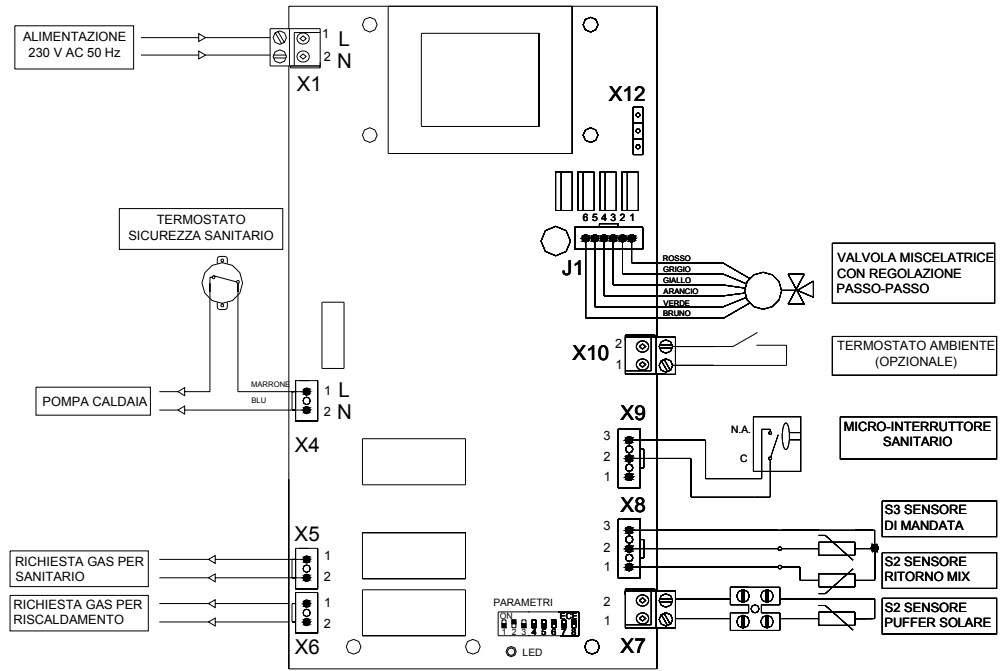 ALIMENTAZIONE
230 V AC 50 Hz
1 L
2 N
X1
X12
TERMOSTATO
SICUREZZA SANITARIO
6 5 4 3 2 1
J1
ROSSO
GRIGIO
GIALLO
ARANCIO
VERDE
BRUNO
VALVOLA MISCELATRICE
CON REGOLAZIONE
PASSO-PASSO
X10
2
1
TERMOSTATO AMBIENTE
(OPZIONALE)
POMPA CALDAIA
MARRONE
BLU
1 L
2 N
X4
X9
3
2
1
N.A.
C
MICRO-INTERRUTTORE
SANITARIO
X8
3
2
1
S3 SENSORE
DI MANDATA
S2 SENSORE
RITORNO MIX
X5
1
2
RICHIESTA GAS PER
SANITARIO
RICHIESTA GAS PER
RISCALDAMENTO
1
2
X6
PARAMETRI
ON ECE
1 2 3 4 5 6 7 8
LED
2
1
X7
S2 SENSORE
PUFFER SOLARE